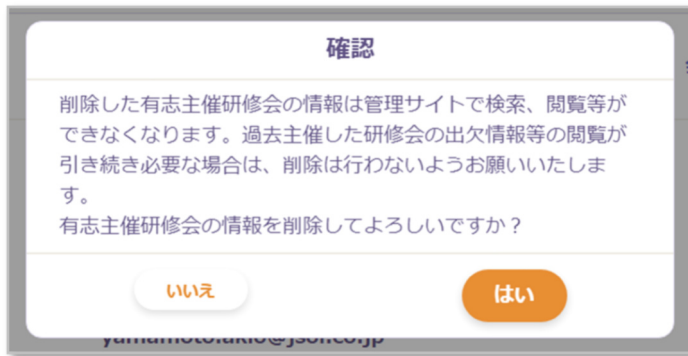 確認
削除した有志主催研修会の情報は管理サイトで検索、閲覧等が
できなくなります。過去主催した研修会の出欠情報等の閲覧が
引き続き必要な場合は、削除は行わないようお願いいたしま
す。
有志主催研修会の情報を削除してよろしいですか？
いいえ
はい